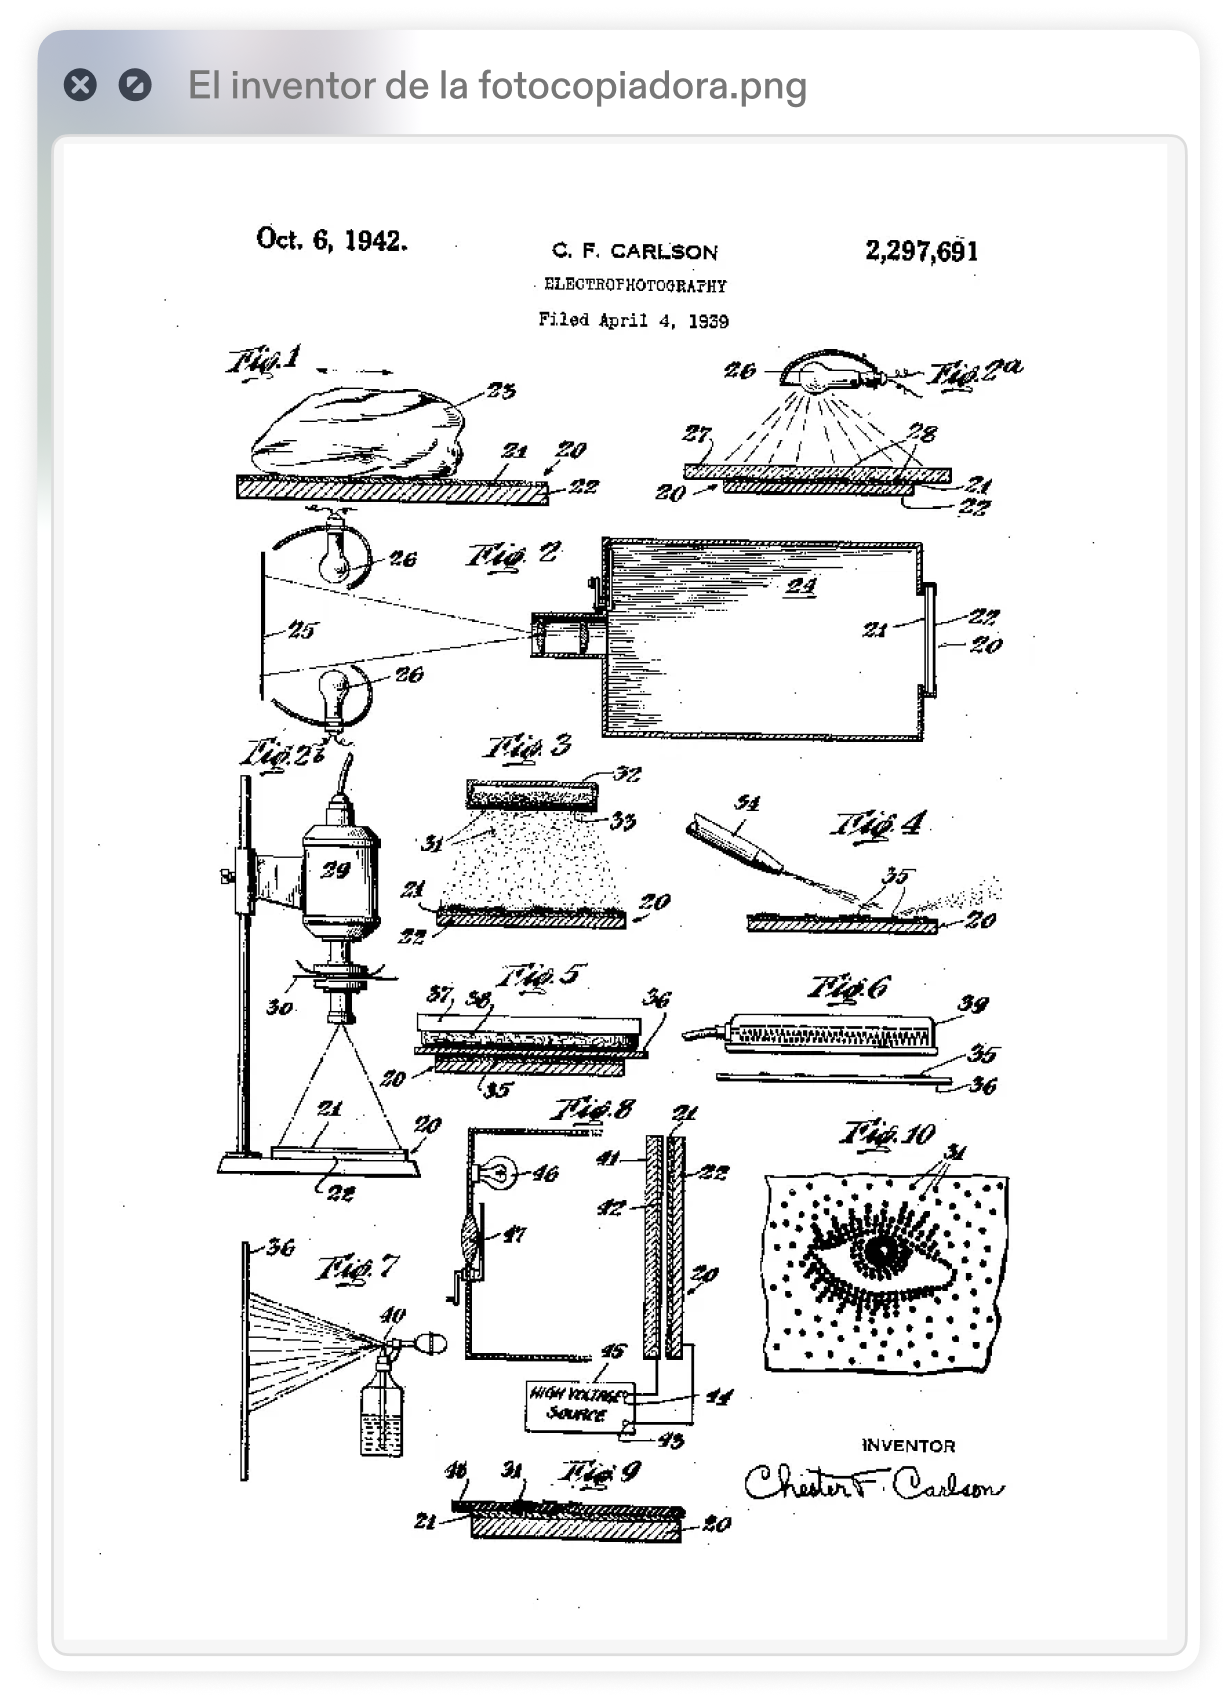 El inventor de la fotocopiadora.png
Oct. 6, 1942.
C. F. CARLSON
2,297,691
ELECTROPHOTOGRAPHY
Filed April 4, 1939
Fig.1
23
21
20
22
26
Fig.2a
27
28
20
21
22
26
Fig. 2
24
25
21
22
20
26
Fig.2b
29
30
21
20
22
Fig. 3
32
31
33
21
20
22
34
Fig. 4
35
20
Fig. 5
37
38
36
20
35
Fig. 6
39
35
36
Fig. 8
21
41
46
22
42
47
20
45
HIGH VOLTAGE
SOURCE
44
43
Fig. 10
31
36
Fig. 7
40
INVENTOR
Chester F. Carlson
48
31
Fig. 9
21
20